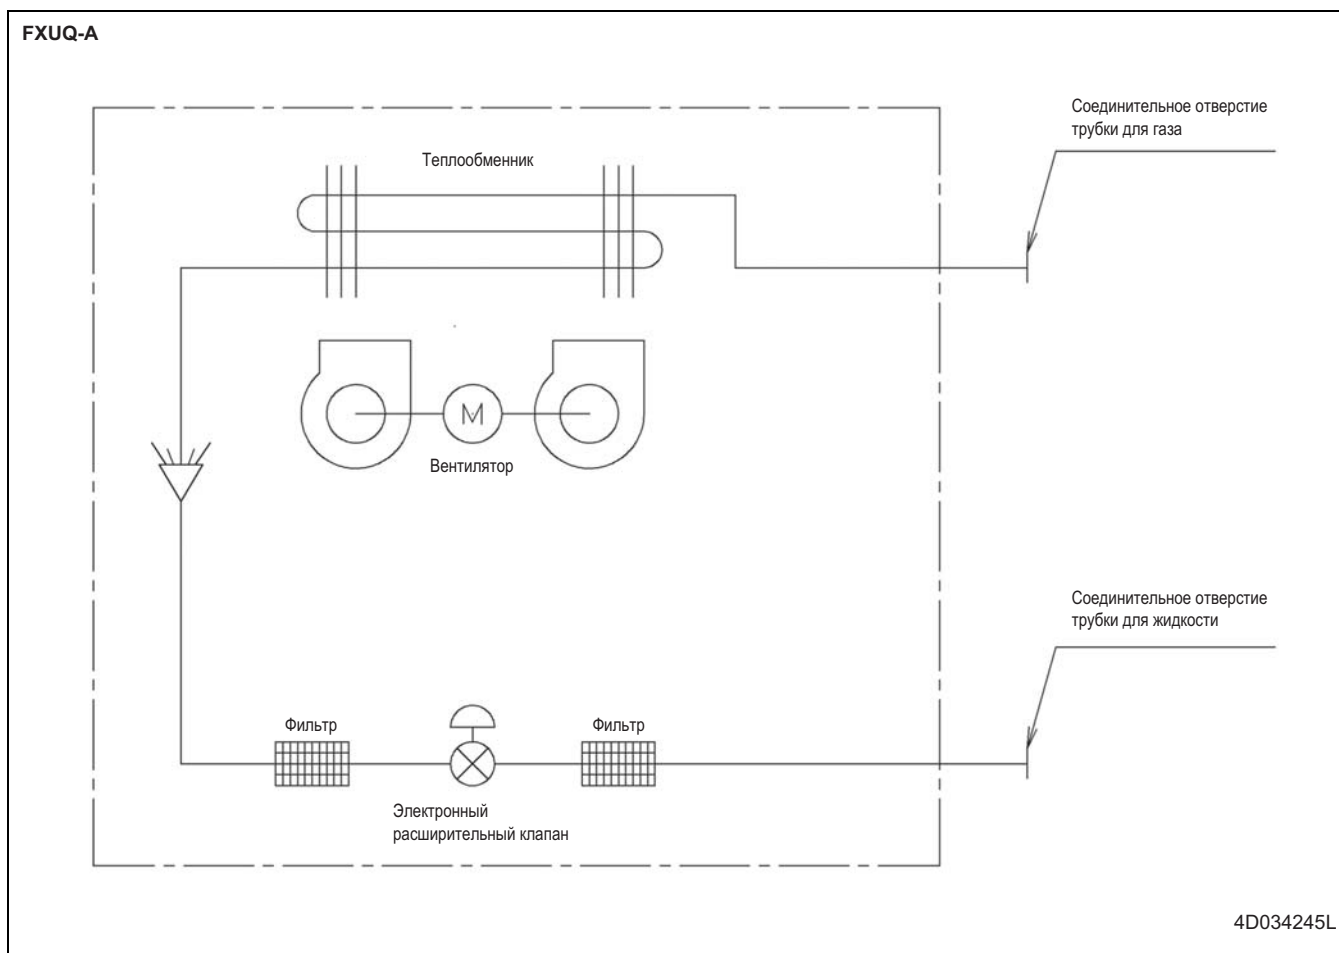 FXUQ-A
Соединительное отверстие
трубки для газа
Теплообменник
M
Вентилятор
Соединительное отверстие
трубки для жидкости
Фильтр
Фильтр
Электронный
расширительный клапан
4D034245L